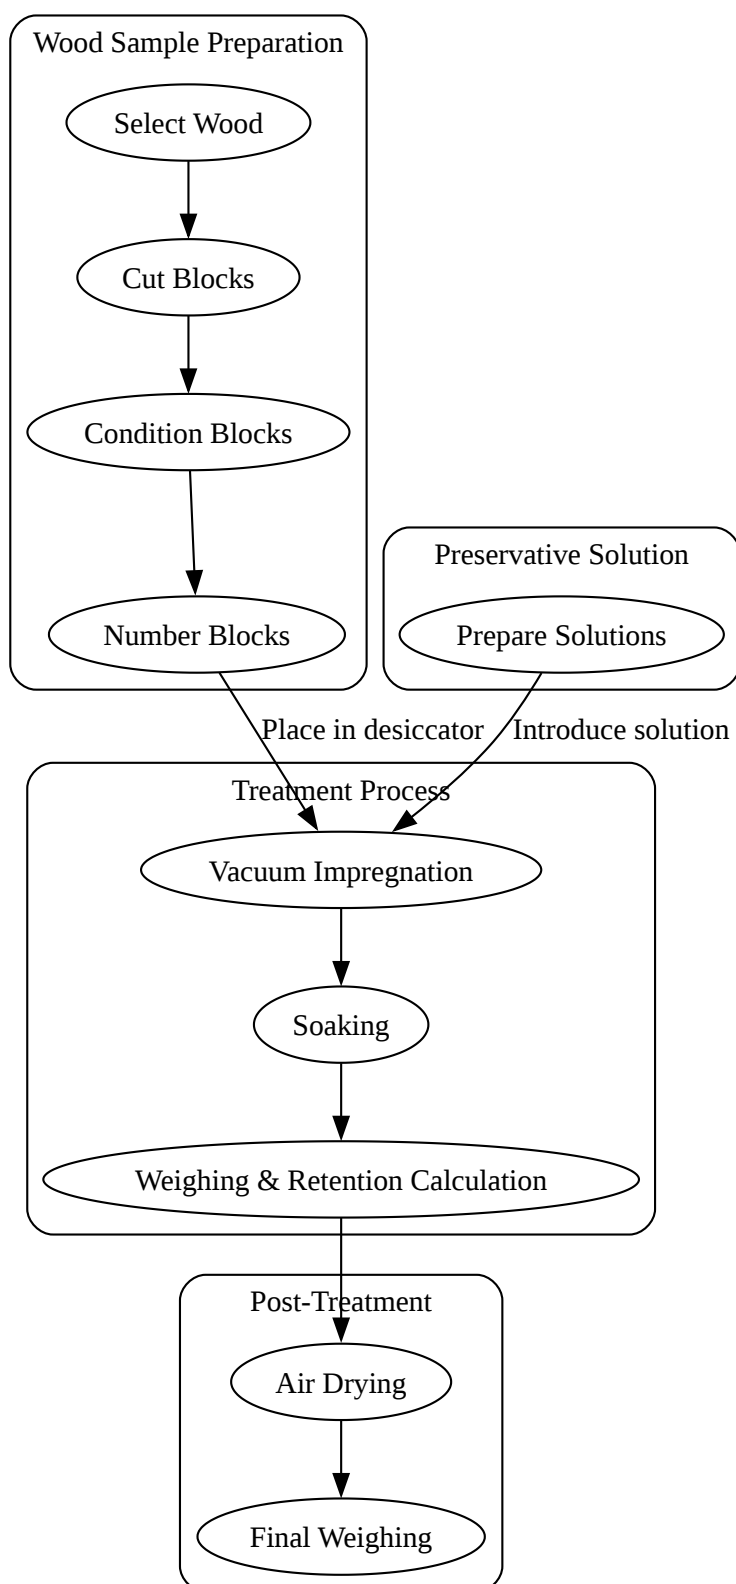 Wood Sample Preparation
Select Wood
Cut Blocks
Condition Blocks
Preservative Solution
Number Blocks
Prepare Solutions
Place in desiccator
Introduce solution
Treatment Process
Vacuum Impregnation
Soaking
Weighing & Retention Calculation
Post-Treatment
Air Drying
Final Weighing